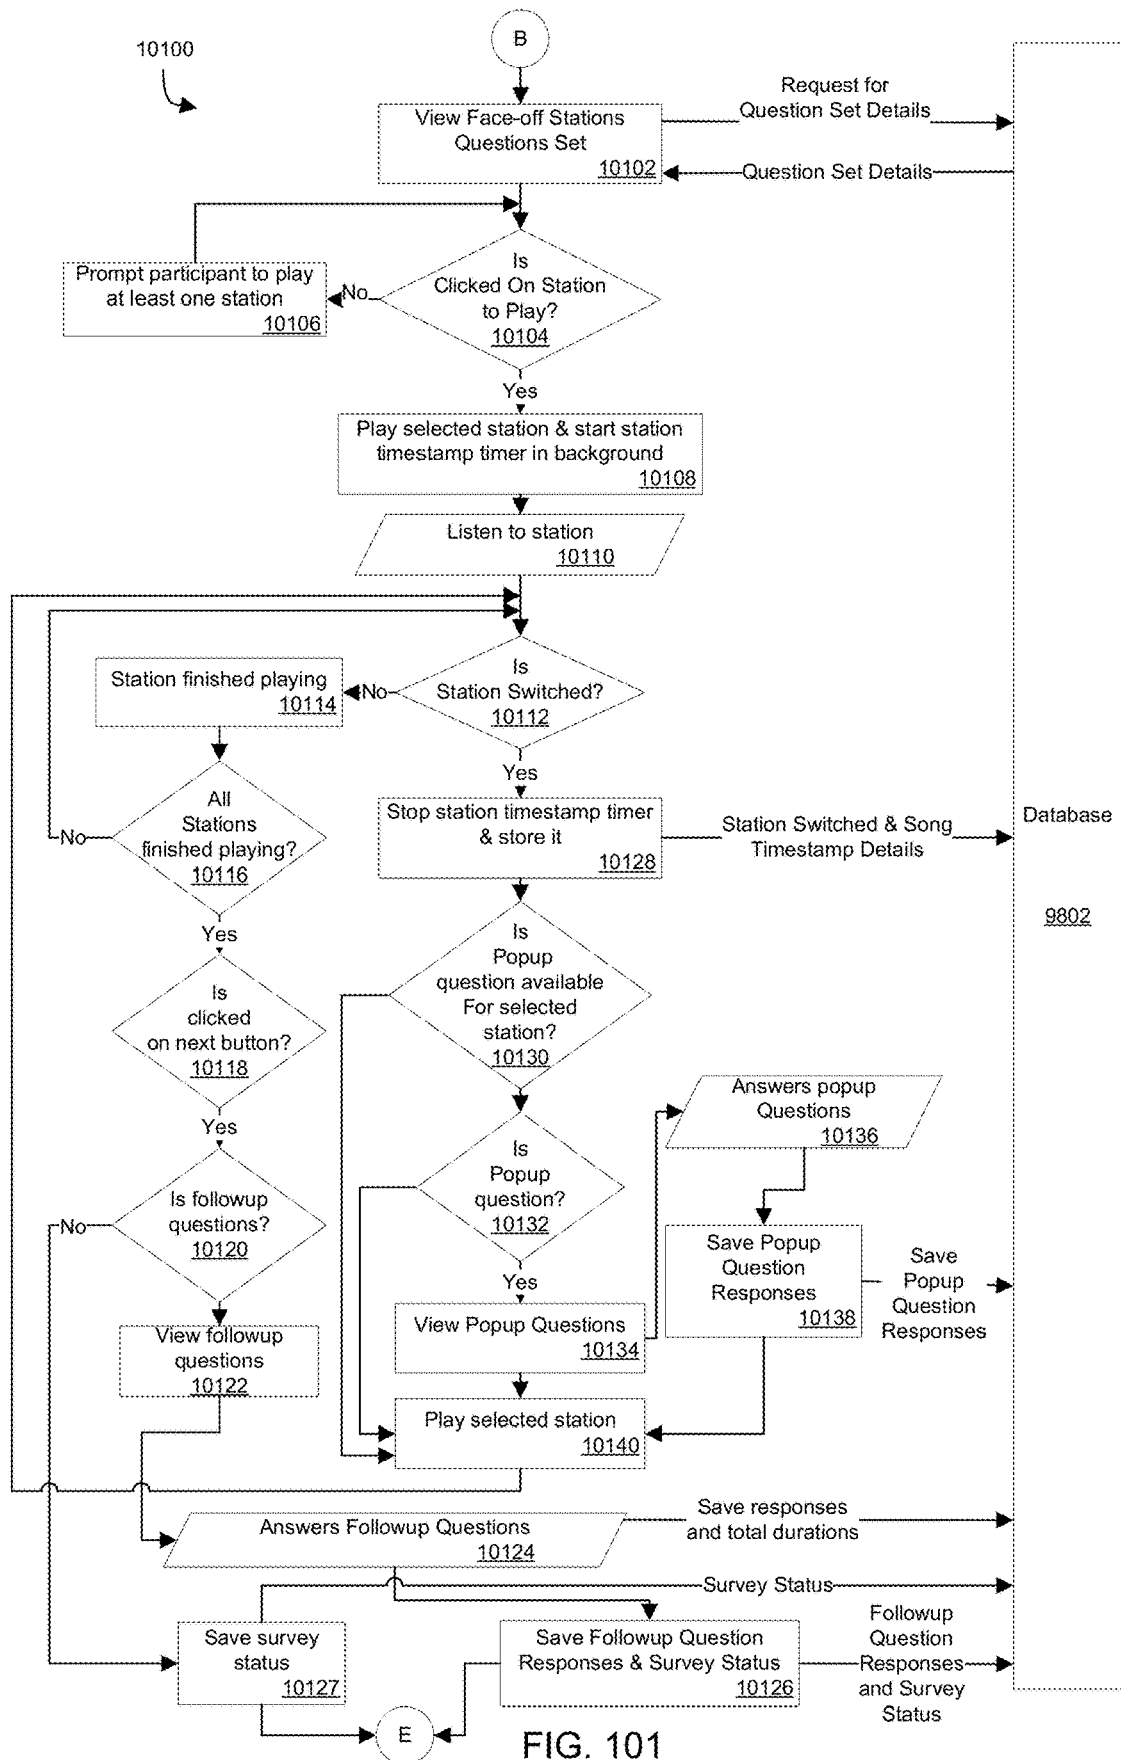 B
10100
View Face-off Stations
Questions Set
10102
Request for
Question Set Details
Question Set Details
Is
Clicked On Station
to Play?
10104
No
Prompt participant to play
at least one station
10106
Yes
Play selected station & start station
timestamp timer in background
10108
Listen to station
10110
Is
Station Switched?
10112
No
Station finished playing
10114
Yes
All
Stations
finished playing?
10116
No
Stop station timestamp timer
& store it
10128
Station Switched & Song
Timestamp Details
Database
9802
Yes
Is
Popup
question available
For selected
station?
10130
Is
clicked
on next button?
10118
Yes
Answers popup
Questions
10136
Is
Popup
question?
10132
Is followup
questions?
10120
No
Yes
Save Popup
Question
Responses
10138
Save
Popup
Question
Responses
View Popup Questions
10134
View followup
questions
10122
Play selected station
10140
Answers Followup Questions
10124
Save responses
and total durations
Survey Status
Save survey
status
10127
Save Followup Question
Responses & Survey Status
10126
Followup
Question
Responses
and Survey
Status
E
FIG. 101